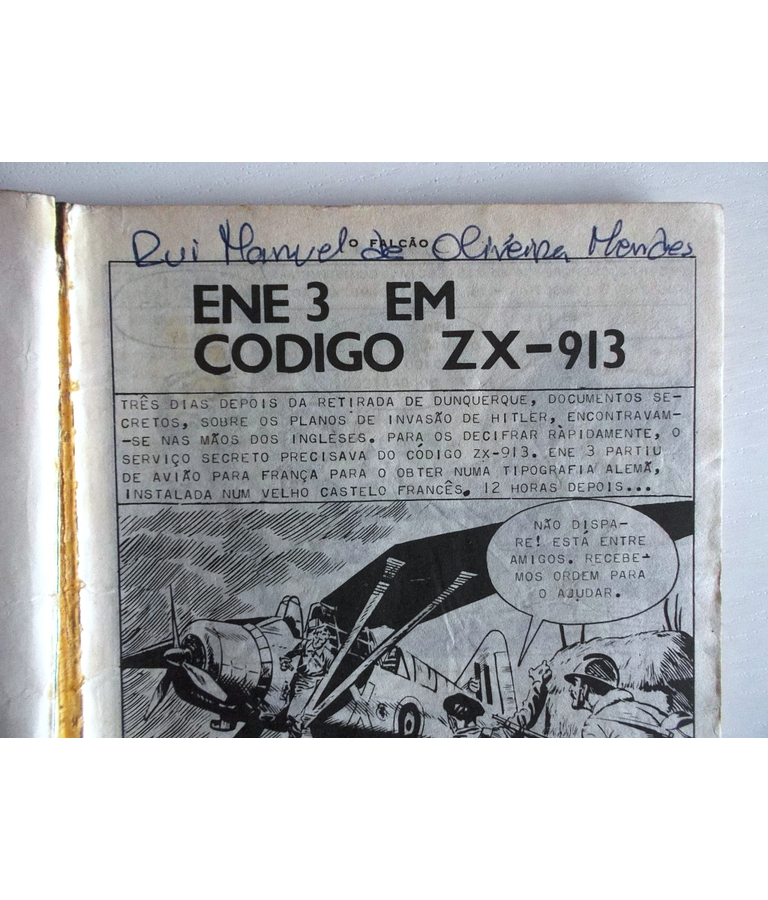 O FALCÃO
Rui Manuel de Oliveira Mendes
ENE 3 EM
CODIGO ZX-913
TRÊS DIAS DEPOIS DA RETIRADA DE DUNQUERQUE, DOCUMENTOS SE-
CRETOS, SOBRE OS PLANOS DE INVASÃO DE HITLER, ENCONTRAVAM-
-SE NAS MÃOS DOS INGLESES. PARA OS DECIFRAR RÀPIDAMENTE, O
SERVIÇO SECRETO PRECISAVA DO CÓDIGO ZX-913. ENE 3 PARTIU
DE AVIÃO PARA FRANÇA PARA O OBTER NUMA TIPOGRAFIA ALEMÃ,
INSTALADA NUM VELHO CASTELO FRANCÊS. 12 HORAS DEPOIS...
NÃO DISPA-
RE! ESTÁ ENTRE
AMIGOS. RECEBE-
MOS ORDEM PARA
O AJUDAR.